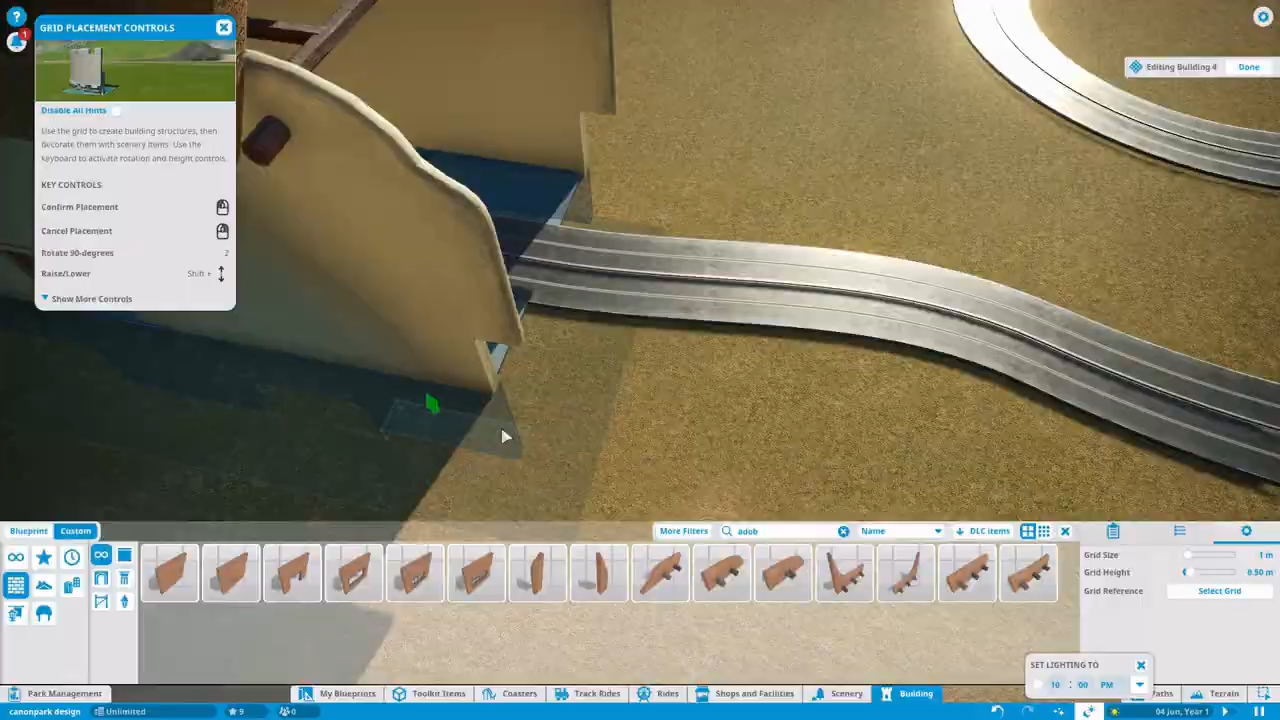 GRID PLACEMENT CONTROLS
1
Disable All Hints
Use the grid to create building structures, then
decorate them with scenery items. Use the
keyboard to activate rotation and height controls.
KEY CONTROLS
Confirm Placement
Cancel Placement
Rotate 90-degrees 2
Raise/Lower Shift +
Show More Controls
Editing Building 4 Done
Blueprint Custom More Filters adob Name DLC items
Grid Size 1 m
Grid Height 0.50 m
Grid Reference Select Grid
SET LIGHTING TO
10 : 00 PM
Park Management My Blueprints Toolkit Items Coasters Track Rides Rides Shops and Facilities Scenery Building Paths Terrain
canonpark design Unlimited 9 0 04 Jun, Year 1